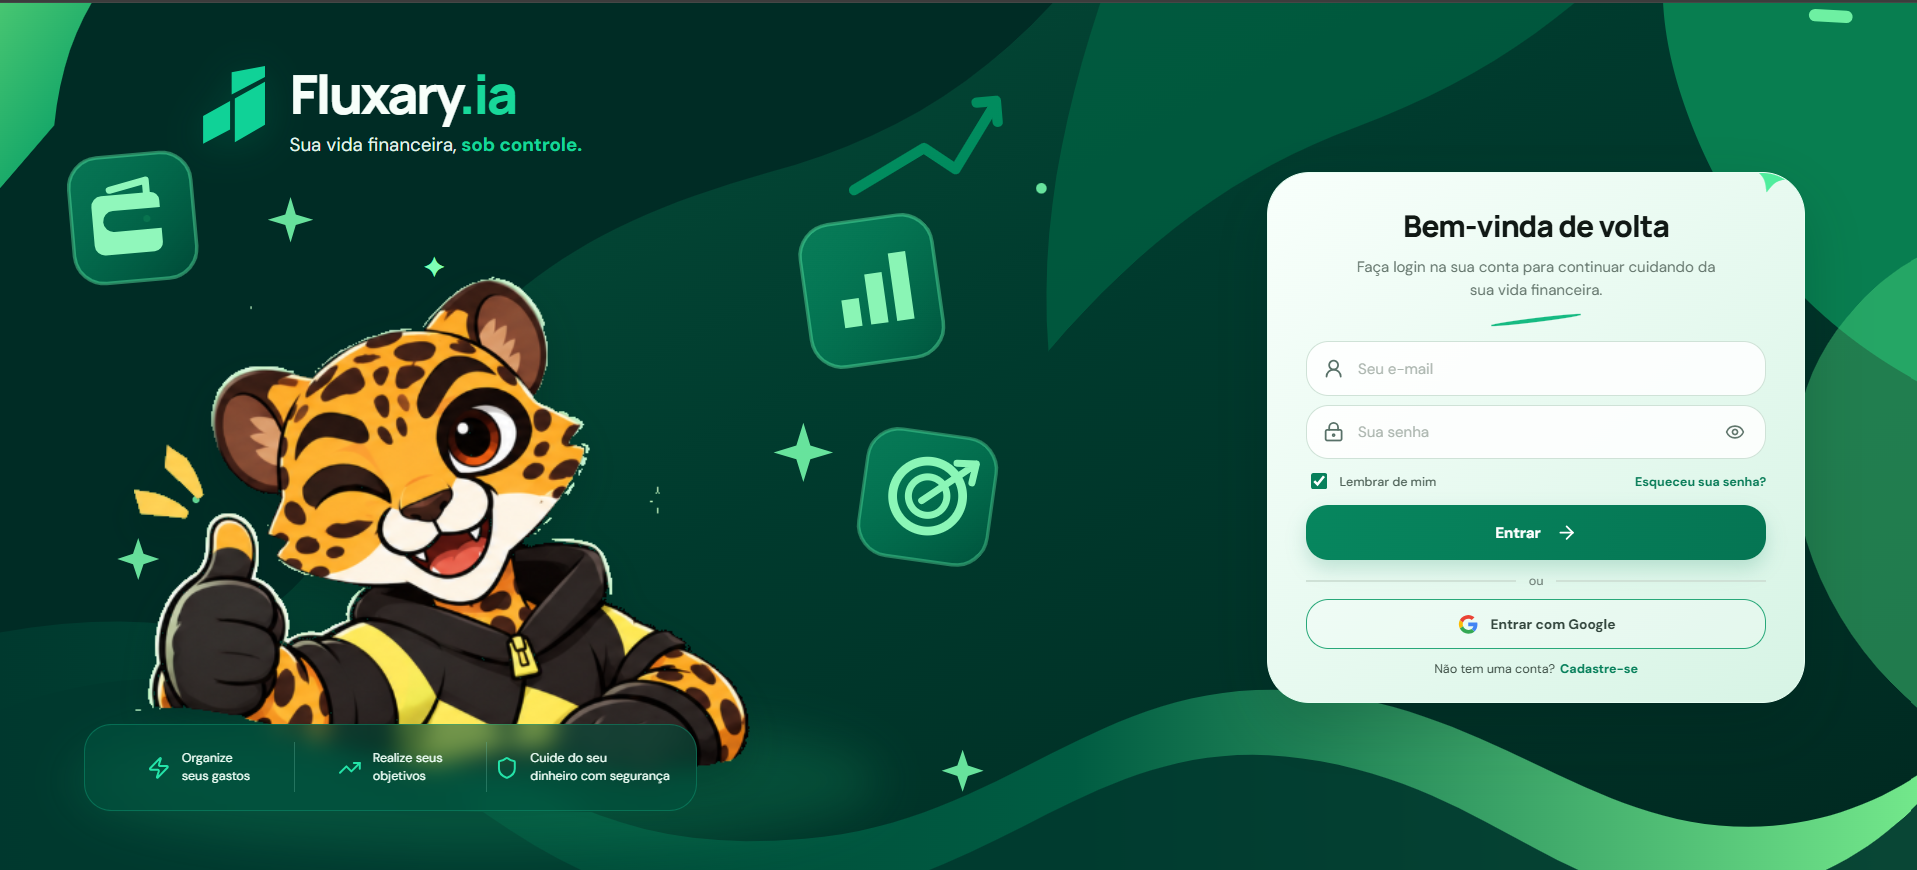 Fluxary.ia
Sua vida financeira, sob controle.
Organize
seus gastos
Realize seus
objetivos
Cuide do seu
dinheiro com segurança
Bem-vinda de volta
Faça login na sua conta para continuar cuidando da
sua vida financeira.
Seu e-mail
Sua senha
Lembrar de mim
Esqueceu sua senha?
Entrar
ou
Entrar com Google
Não tem uma conta? Cadastre-se